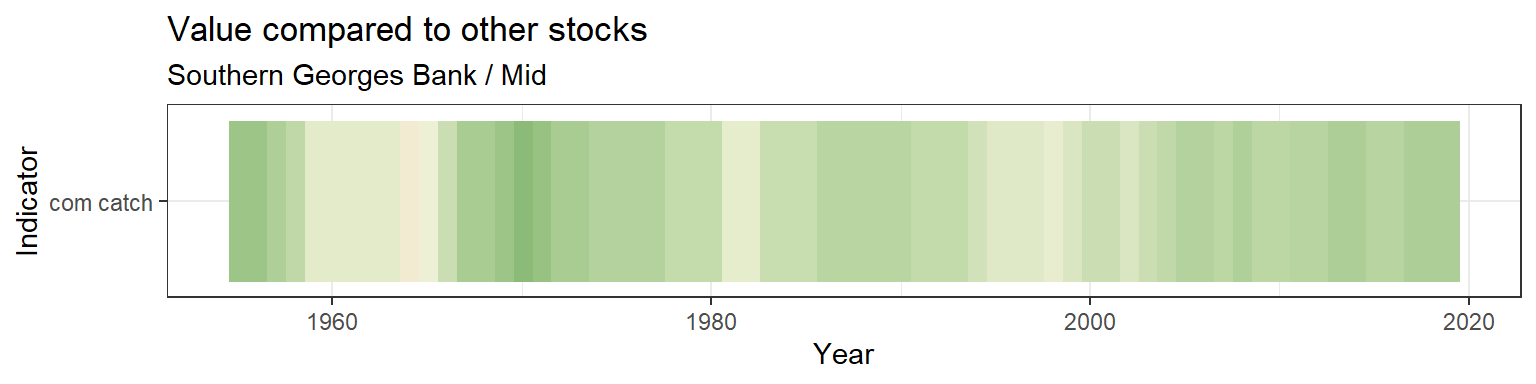 Value compared to other stocks
Southern Georges Bank / Mid
Indicator
com catch
1960 1980 2000 2020
Year